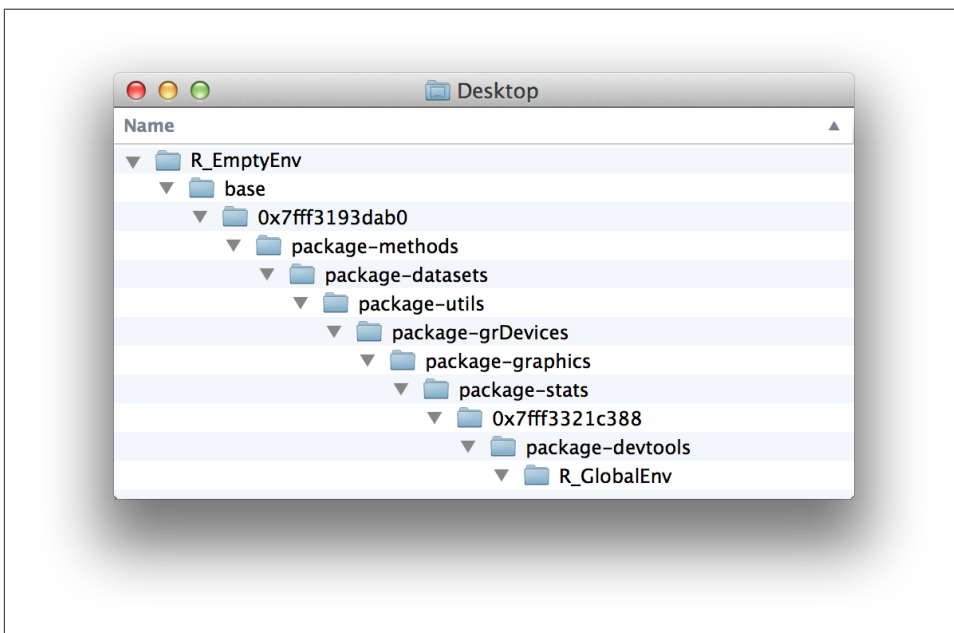 Desktop
Name
R_EmptyEnv
base
0x7fff3193dab0
package-methods
package-datasets
package-utils
package-grDevices
package-graphics
package-stats
0x7fff3321c388
package-devtools
R_GlobalEnv